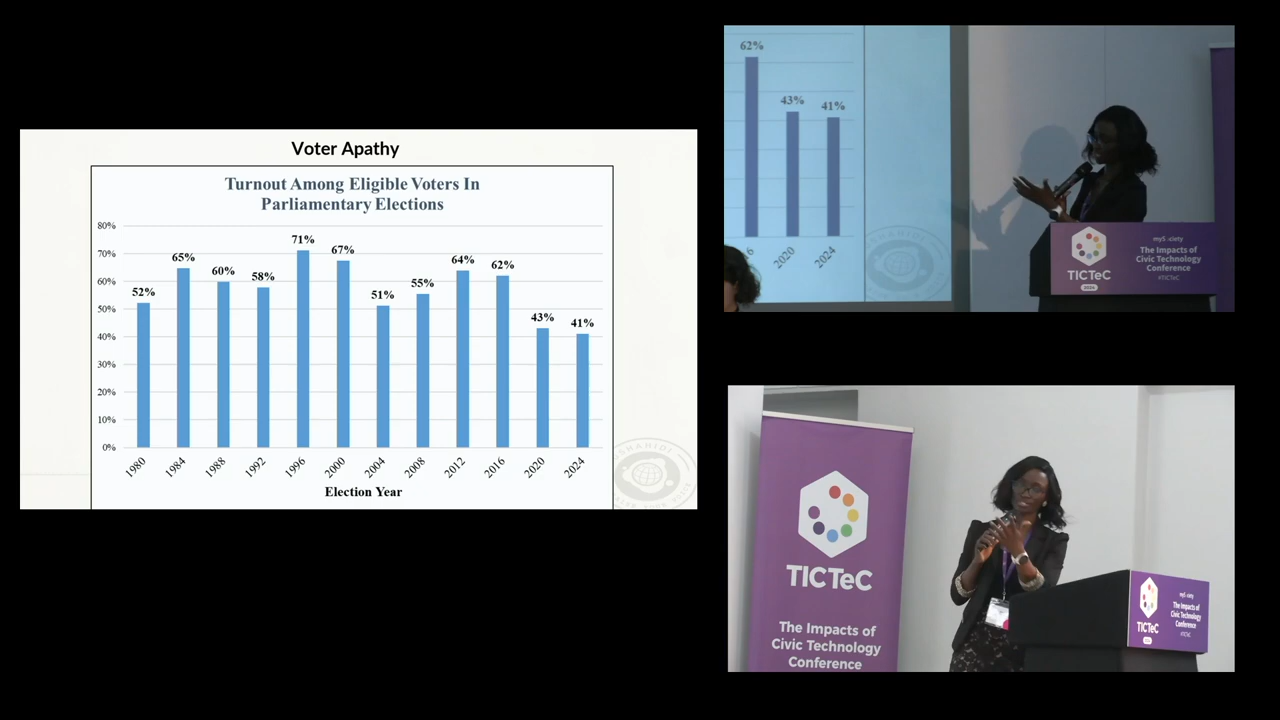 Voter Apathy
Turnout Among Eligible Voters In
Parliamentary Elections
80%
70%
60%
50%
40%
30%
20%
10%
0%
52%
65%
60%
58%
71%
67%
51%
55%
64%
62%
43%
41%
1980
1984
1988
1992
1996
2000
2004
2008
2012
2016
2020
2024
Election Year
62%
43%
41%
6
2020
2024
TICTeC
2024
The Impacts of
Civic Technology
Conference
#TICTeC
TICTeC
The Impacts of
Civic Technology
Conference
TICTeC
The Impacts of
Civic Technology
Conference